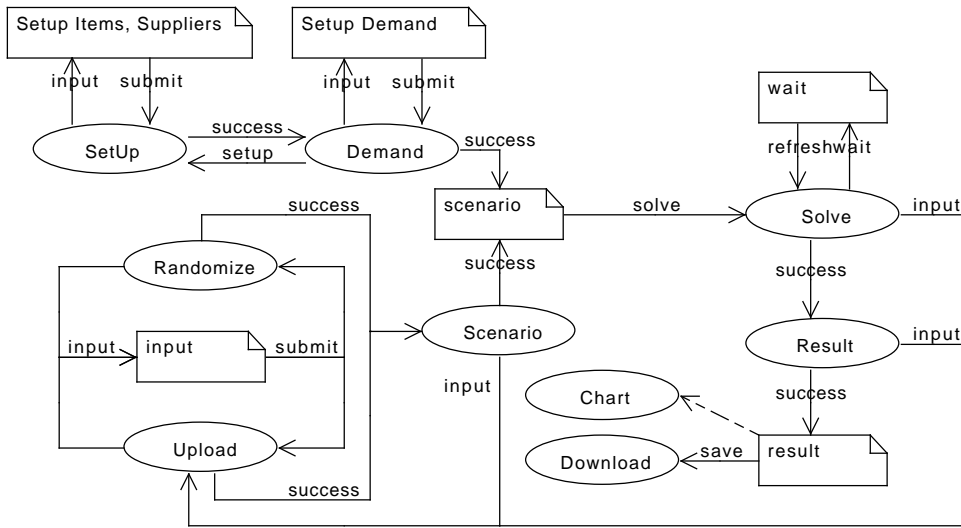 Setup Items, Suppliers
Setup Demand
input
submit
input
submit
wait
success
SetUp
setup
Demand
success
refresh
wait
scenario
solve
Solve
input
success
Randomize
success
success
input
input
submit
Scenario
Result
input
input
Chart
success
Upload
success
Download
save
result